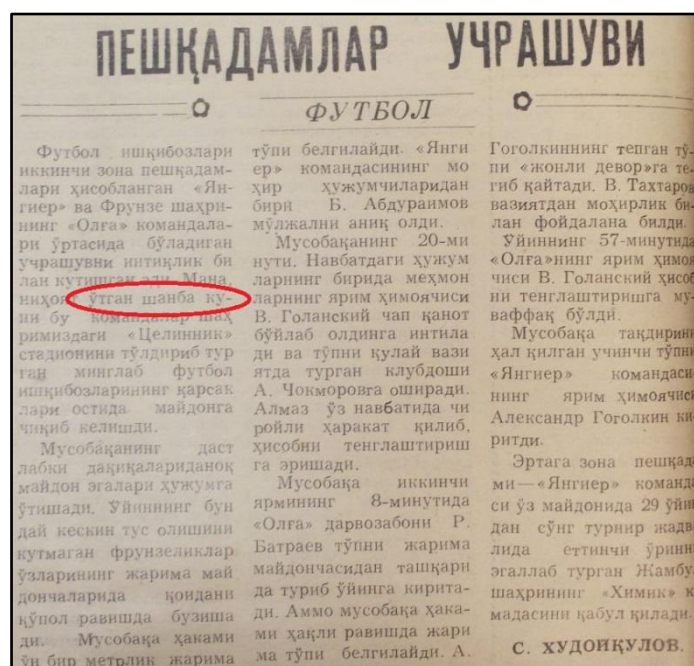 ПЕШҚАДАМЛАР УЧРАШУВИ
ФУТБОЛ
Футбол ишқибозлари
иккинчи зона пешқадам-
лари ҳисобланган «Ян-
гиер» ва Фрунзе шаҳри-
нинг «Олға» командала-
ри ўртасида бўладиган
учрашувни интиқлик би
лан кутишган эди. Мана,
ниҳоят ўтган шанба ку-
ни бу командалар шаҳ
римиздаги «Целинник»
стадионини тўлдириб тур
ган минглаб футбол
ишқибозларининг қарсак
лари остида майдонга
чиқиб келишди.
Мусобақанинг даст
лабки дақиқалариданоқ
майдон эгалари ҳужумга
ўтишади. Уйиннинг бун
дай кескин тус олишини
кутмаган фрунзеликлар
ўзларининг жарима май
дончаларида қоидани
қўпол равишда бузиша
ди. Мусобақа ҳаками
ўн бир метрлик жарима
тўпи белгилайди. «Янги
ер» командасининг мо
ҳир ҳужумчиларидан
бири Б. Абдураимов
мўлжални аниқ олди.
Мусобақанинг 20-ми
нути. Навбатдаги ҳужум
ларнинг бирида меҳмон
ларнинг ярим ҳимоячиси
В. Голанский чап қанот
бўйлаб олдинга интила
ди ва тўпни қулай вази
ятда турган клубдоши
А. Чокморовга оширади.
Алмаз ўз навбатида чи
ройли ҳаракат қилиб,
ҳисобни тенглаштириш
га эришади.
Мусобақа иккинчи
ярмининг 8-минутида
«Олға» дарвозабони Р.
Батраев тўпни жарима
майдончасидан ташқари
да туриб ўйинга кирита-
ди. Аммо мусобақа ҳака-
ми ҳақли равишда жари
ма тўпи белгилайди. А.
Гоголкиннинг тепган тў-
пи «жонли девор»га те-
гиб қайтади. В. Тахтаров
вазиятдан моҳирлик би-
лан фойдалана билди.
Уйиннинг 57-минутида
«Олға»нинг ярим ҳимоя
чиси В. Голанский ҳисоб
ни тенглаштиришга му-
ваффақ бўлди.
Мусобақа тақдирини
ҳал қилган учинчи тўпни
«Янгиер» командаси-
нинг ярим ҳимоячиси
Александр Гоголкин ки-
ритди.
Эртага зона пешқада
ми—«Янгиер» команда
си ўз майдонида 29 ўйин
дан сўнг турнир жадва
лида еттинчи ўринни
эгаллаб турган Жамбу
шаҳрининг «Химик» к
мадасини қабул қилади.
С. ХУДОЙҚУЛОВ.